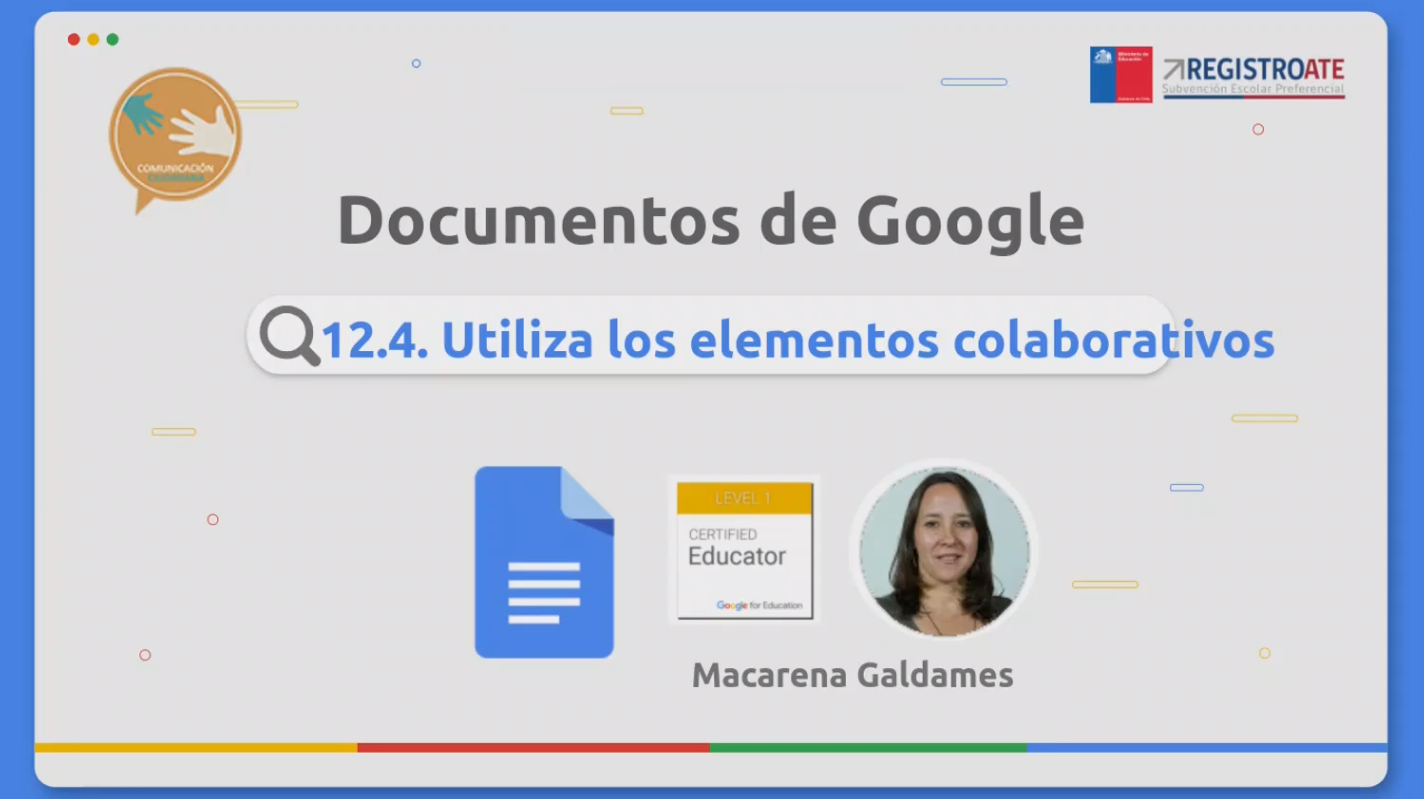 Ministerio de
Educación
Gobierno de Chile
REGISTROATE
Subvención Escolar Preferencial
COMUNICACIÓN
CIUDADANA
Documentos de Google
12.4. Utiliza los elementos colaborativos
LEVEL 1
CERTIFIED
Educator
Google for Education
Macarena Galdames